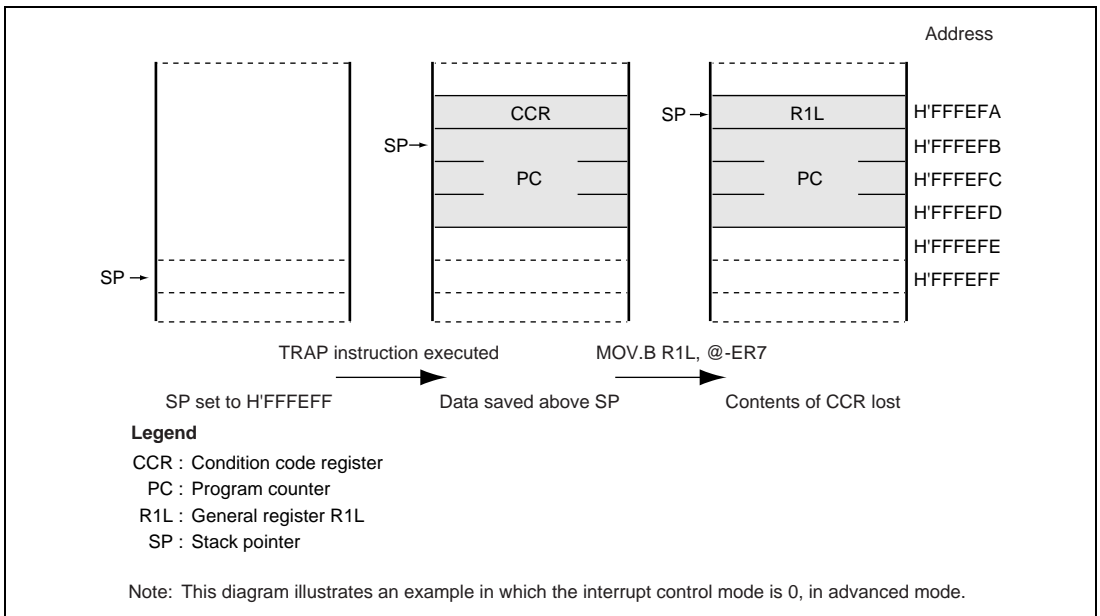 Address
CCR
SP
R1L
H'FFFEFA
SP
H'FFFEFB
PC
PC
H'FFFEFC
H'FFFEFD
H'FFFEFE
SP
H'FFFEFF
TRAP instruction executed
MOV.B R1L, @-ER7
SP set to H'FFFEFF
Data saved above SP
Contents of CCR lost
Legend
CCR : Condition code register
PC : Program counter
R1L : General register R1L
SP : Stack pointer
Note: This diagram illustrates an example in which the interrupt control mode is 0, in advanced mode.